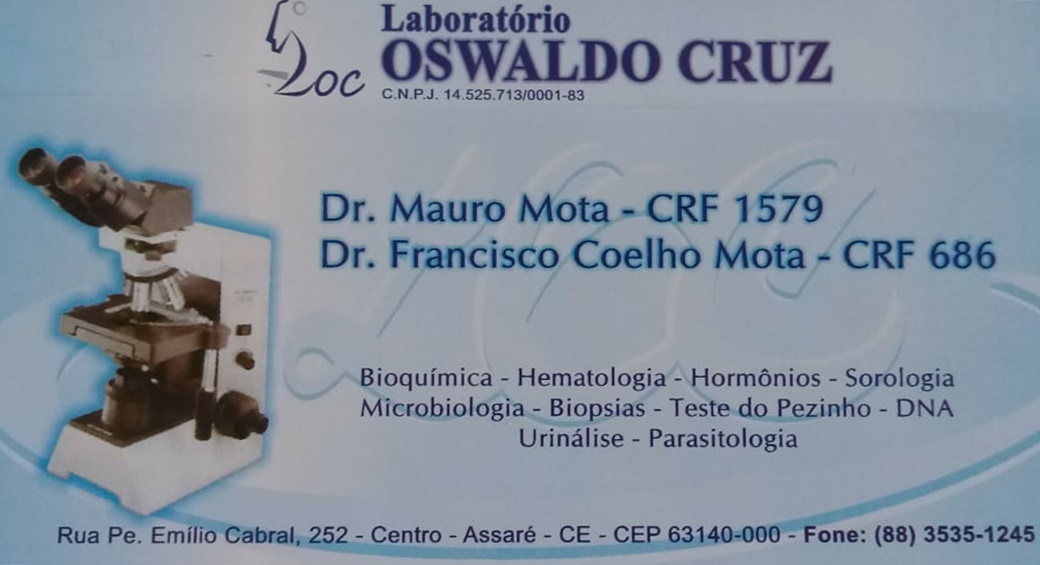 Laboratório
OSWALDO CRUZ
Loc
C.N.P.J. 14.525.713/0001-83
Dr. Mauro Mota - CRF 1579
Dr. Francisco Coelho Mota - CRF 686
Bioquímica - Hematologia - Hormônios - Sorologia
Microbiologia - Biopsias - Teste do Pezinho - DNA
Urinálise - Parasitologia
Rua Pe. Emílio Cabral, 252 - Centro - Assaré - CE - CEP 63140-000 - Fone: (88) 3535-1245